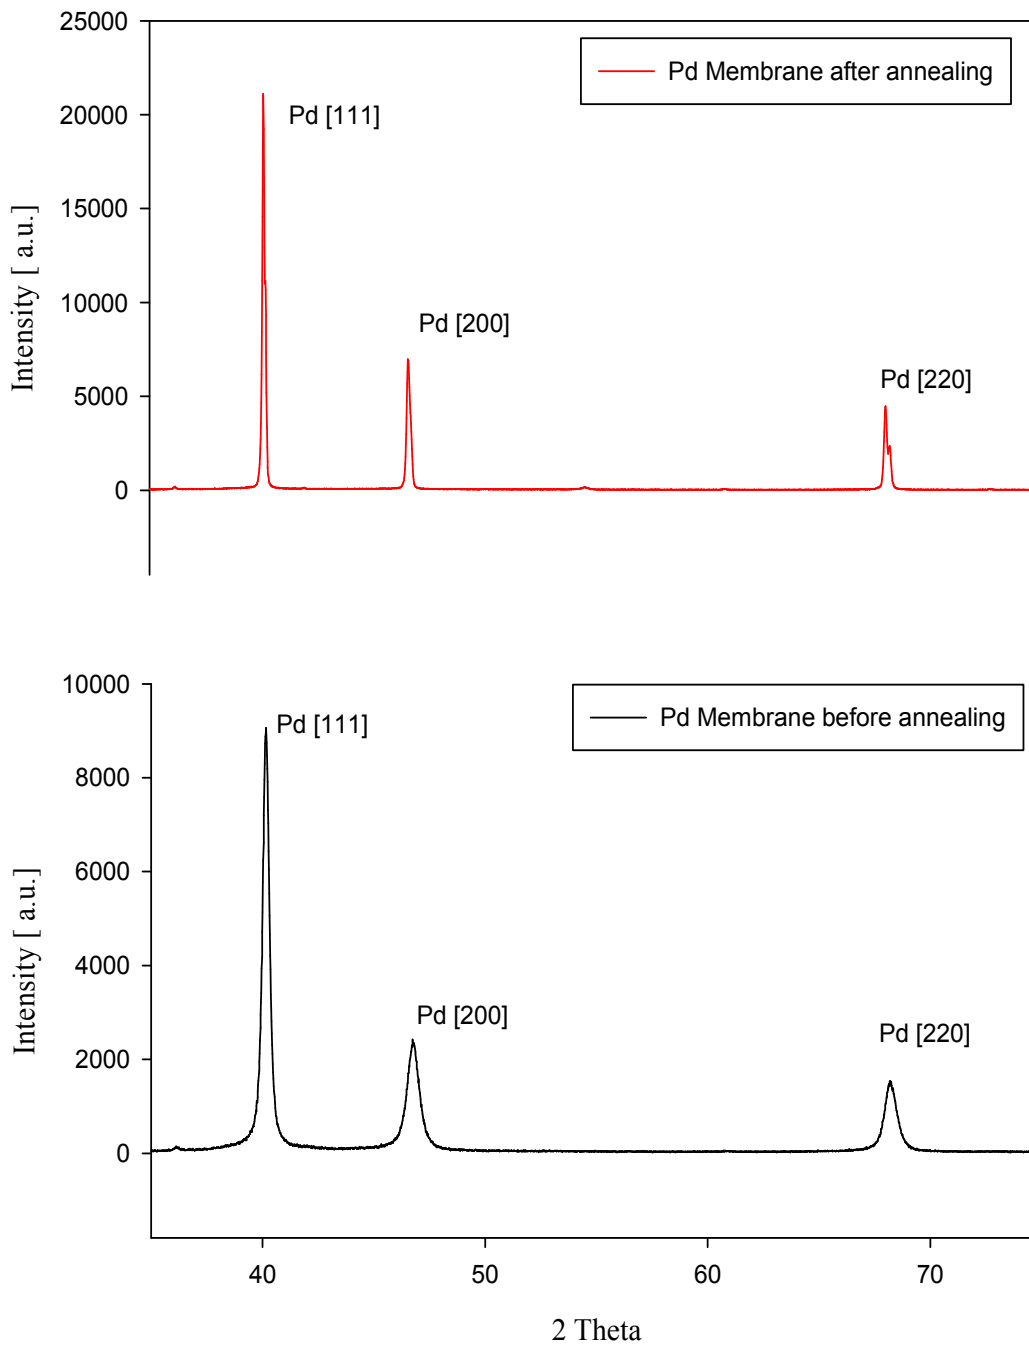 25000
Pd Membrane after annealing
20000
Pd [111]
15000
Intensity [ a.u.]
10000
Pd [200]
5000
Pd [220]
0
10000
Pd Membrane before annealing
Pd [111]
8000
6000
Intensity [ a.u.]
4000
Pd [200]
Pd [220]
2000
0
40 50 60 70
2 Theta